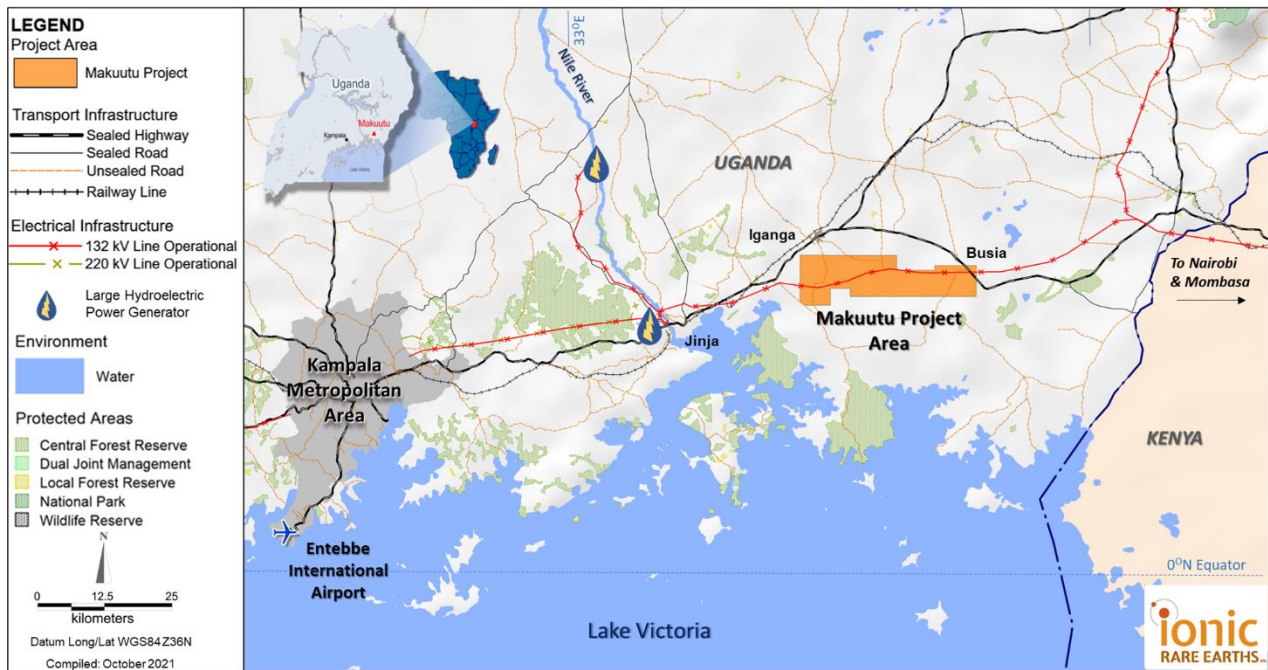 LEGEND
Project Area
Makuutu Project
Transport Infrastructure
Sealed Highway
Sealed Road
Unsealed Road
Railway Line
Electrical Infrastructure
132 kV Line Operational
220 kV Line Operational
Large Hydroelectric
Power Generator
Environment
Water
Protected Areas
Central Forest Reserve
Dual Joint Management
Local Forest Reserve
National Park
Wildlife Reserve
N
0 12.5 25
kilometers
Datum Long/Lat WGS84Z36N
Compiled: October 2021
Uganda
Makuutu
Kampala
Lake Victoria
33°E
Nile River
UGANDA
Iganga
Busia
To Nairobi
& Mombasa
Makuutu Project
Area
Jinja
Kampala
Metropolitan
Area
KENYA
Entebbe
International
Airport
0°N Equator
Lake Victoria
ionic
RARE EARTHS